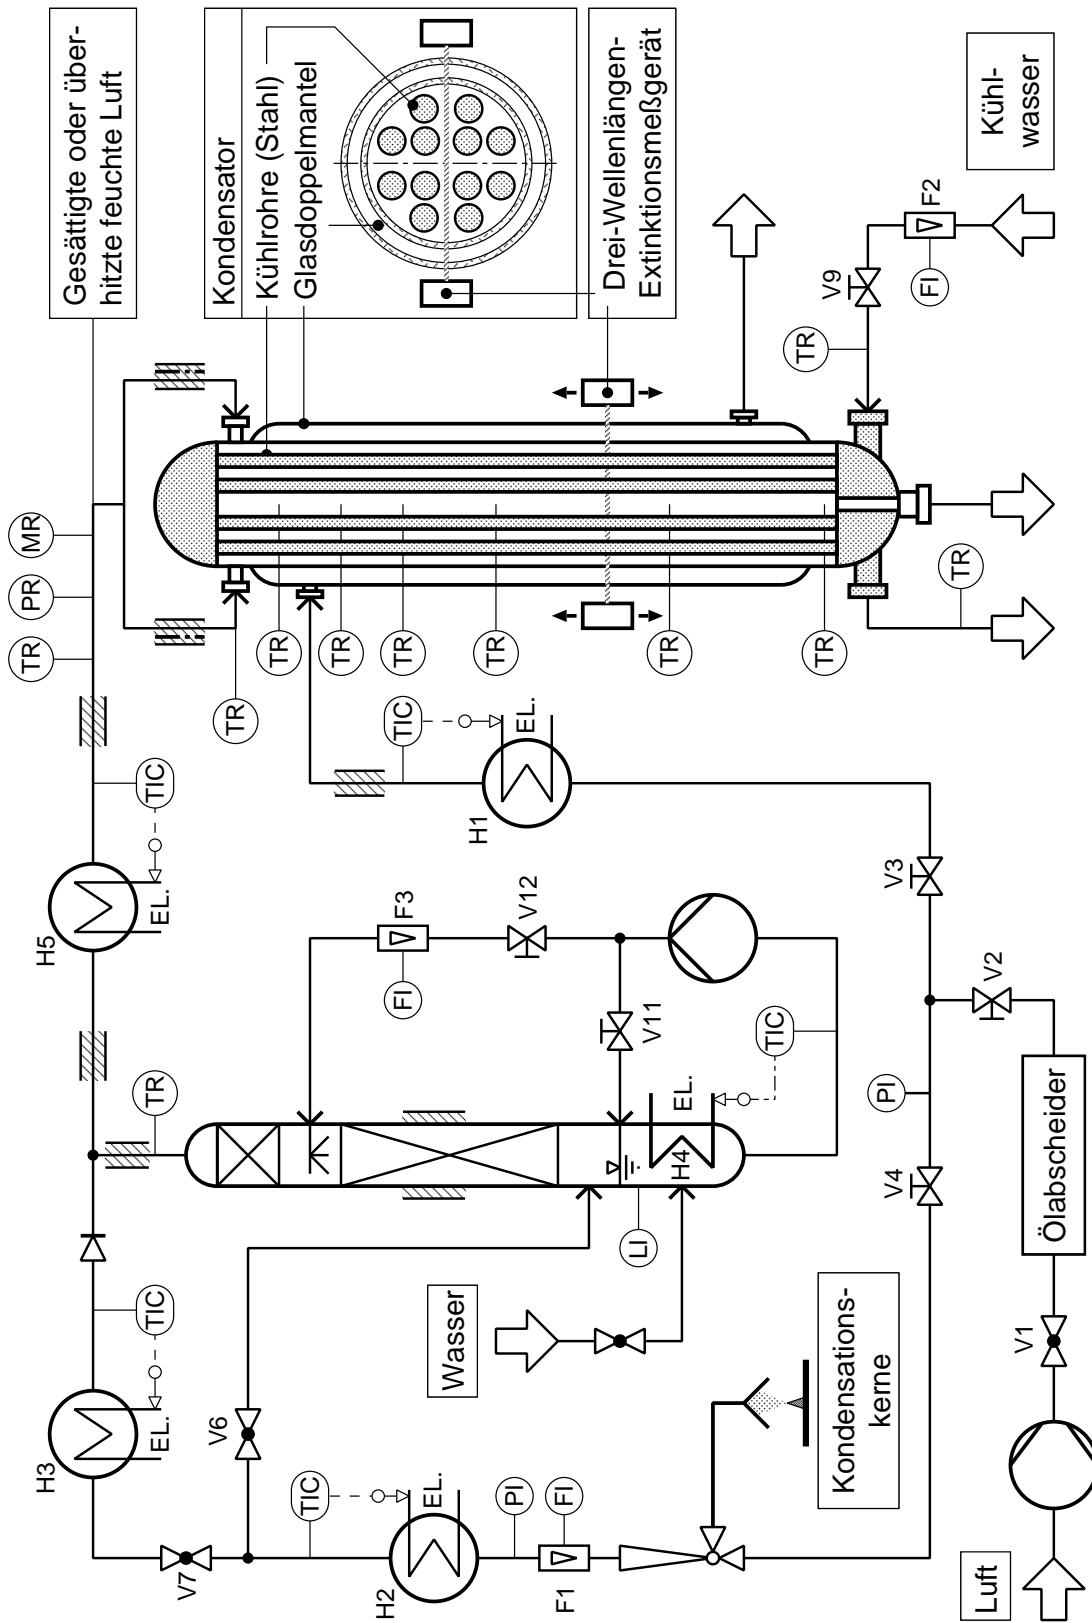 H3
TIC
EL.
H5
TIC
EL.
TR
PR
MR
Gesättigte oder über-
hitzte feuchte Luft
V7
V6
TR
TR
Kondensator
Kühlrohre (Stahl)
Glasdoppelmantel
TIC
H2
EL.
PI
FI
F1
TR
TR
TR
TR
TR
TR
FI
F3
V12
V11
TIC
EL.
H4
LI
TIC
H1
EL.
Drei-Wellenlängen-
Extinktionsmeßgerät
Wasser
Kondensations-
kerne
TR
V9
FI
F2
TR
Kühl-
wasser
V4
PI
V3
V2
Luft
V1
Ölabscheider